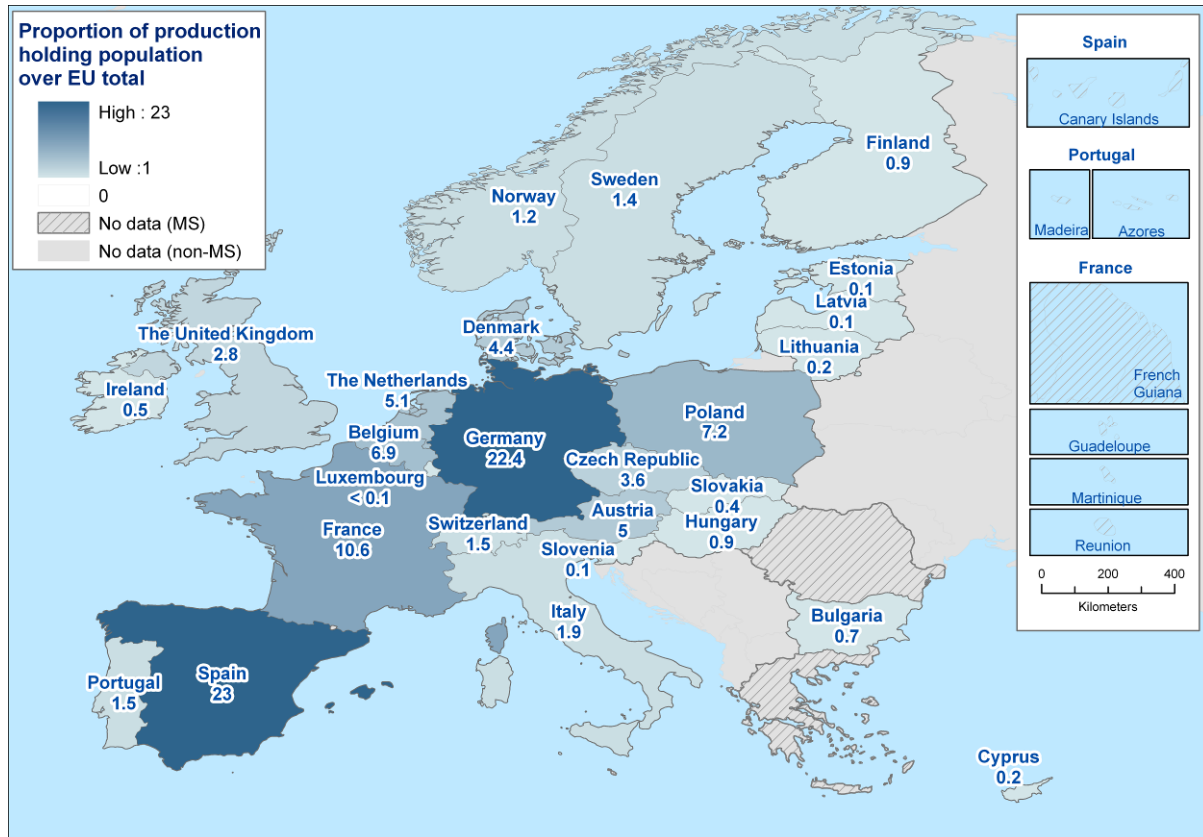 Proportion of production
holding population
over EU total
High : 23
Low :1
0
No data (MS)
No data (non-MS)
Finland
0.9
Sweden
1.4
Norway
1.2
Estonia
0.1
Latvia
0.1
Lithuania
0.2
Denmark
4.4
The United Kingdom
2.8
Ireland
0.5
The Netherlands
5.1
Belgium
6.9
Luxembourg
< 0.1
Germany
22.4
Poland
7.2
Czech Republic
3.6
Slovakia
0.4
Austria
5
Hungary
0.9
Switzerland
1.5
Slovenia
0.1
France
10.6
Italy
1.9
Bulgaria
0.7
Portugal
1.5
Spain
23
Cyprus
0.2
Spain
Canary Islands
Portugal
Madeira
Azores
France
French
Guiana
Guadeloupe
Martinique
Reunion
0 200 400
Kilometers